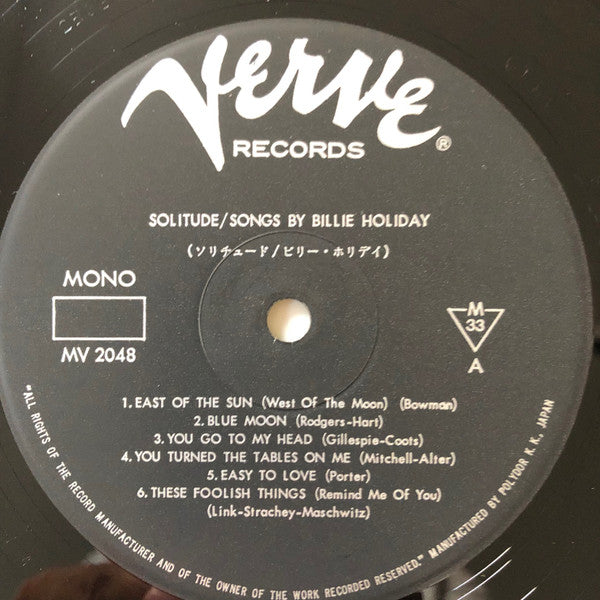 Verve
RECORDS ®
SOLITUDE/SONGS BY BILLIE HOLIDAY
(ソリチュード/ビリー・ホリデイ)
MONO
MV 2048
M
33
A
1.EAST OF THE SUN (West Of The Moon) (Bowman)
2.BLUE MOON (Rodgers-Hart)
3.YOU GO TO MY HEAD (Gillespie-Coots)
4.YOU TURNED THE TABLES ON ME (Mitchell-Alter)
5.EASY TO LOVE (Porter)
6.THESE FOOLISH THINGS (Remind Me Of You)
(Link-Strachey-Maschwitz)
"ALL RIGHTS OF THE RECORD MANUFACTURER AND OF THE OWNER OF THE WORK RECORDED RESERVED." MANUFACTURED BY POLYDOR K. K., JAPAN